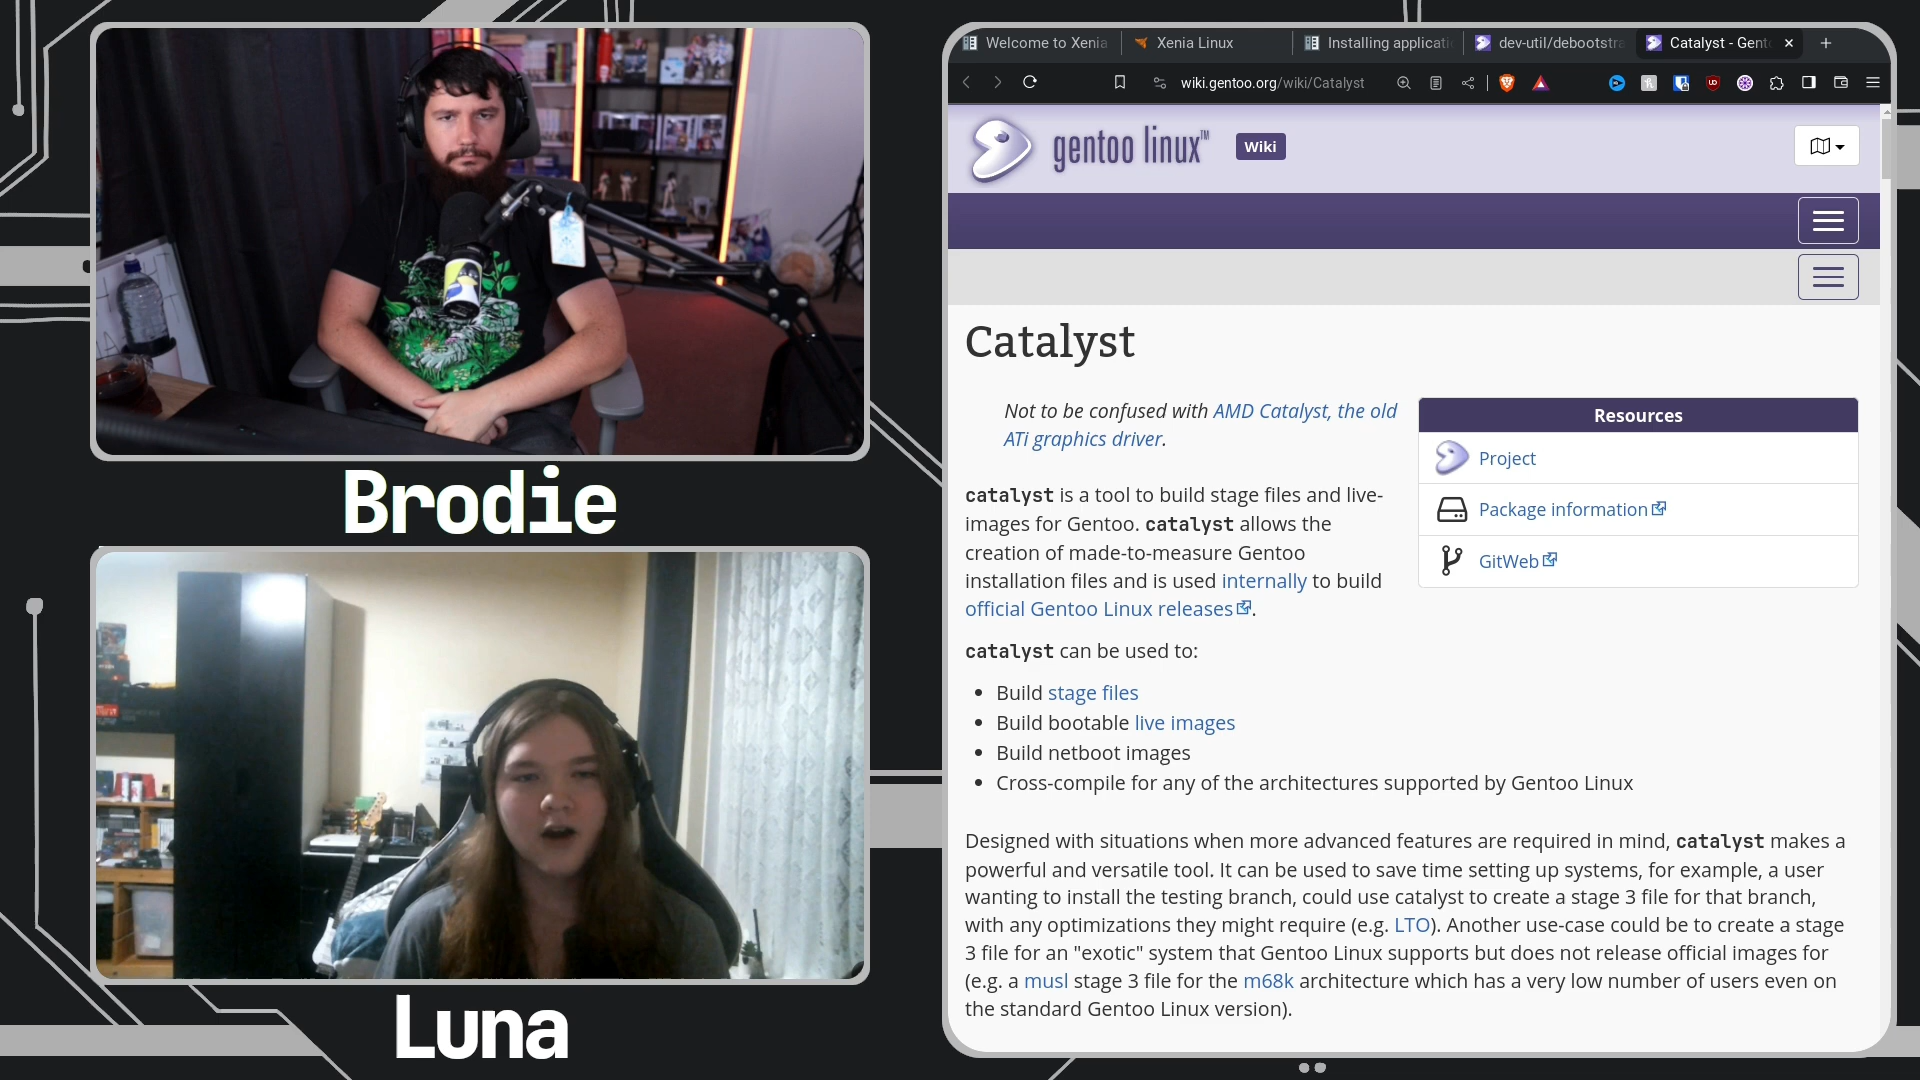 Brodie
Luna
Welcome to Xenia
Xenia Linux
Installing applicati
dev-util/debootstra
Catalyst - Gent
wiki.gentoo.org/wiki/Catalyst
gentoo linux™
Wiki
Catalyst
Not to be confused with AMD Catalyst, the old
ATi graphics driver.
Resources
Project
Package information
GitWeb
catalyst is a tool to build stage files and live-
images for Gentoo. catalyst allows the
creation of made-to-measure Gentoo
installation files and is used internally to build
official Gentoo Linux releases.
catalyst can be used to:
Build stage files
Build bootable live images
Build netboot images
Cross-compile for any of the architectures supported by Gentoo Linux
Designed with situations when more advanced features are required in mind, catalyst makes a
powerful and versatile tool. It can be used to save time setting up systems, for example, a user
wanting to install the testing branch, could use catalyst to create a stage 3 file for that branch,
with any optimizations they might require (e.g. LTO). Another use-case could be to create a stage
3 file for an "exotic" system that Gentoo Linux supports but does not release official images for
(e.g. a musl stage 3 file for the m68k architecture which has a very low number of users even on
the standard Gentoo Linux version).